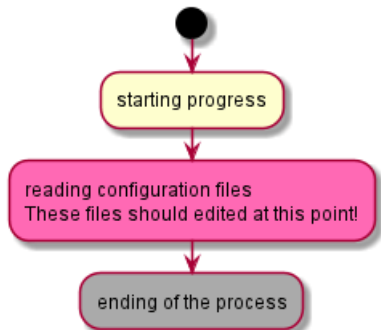 starting progress
reading configuration files
These files should edited at this point!
ending of the process